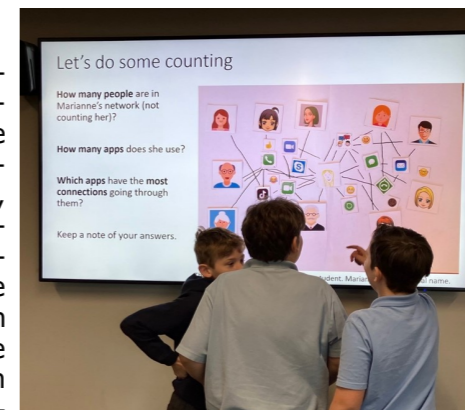 Let's do some counting
How many people are in
Marianne's network (not
counting her)?
How many apps does she use?
Which apps have the most
connections going through
them?
Keep a note of your answers.
name.